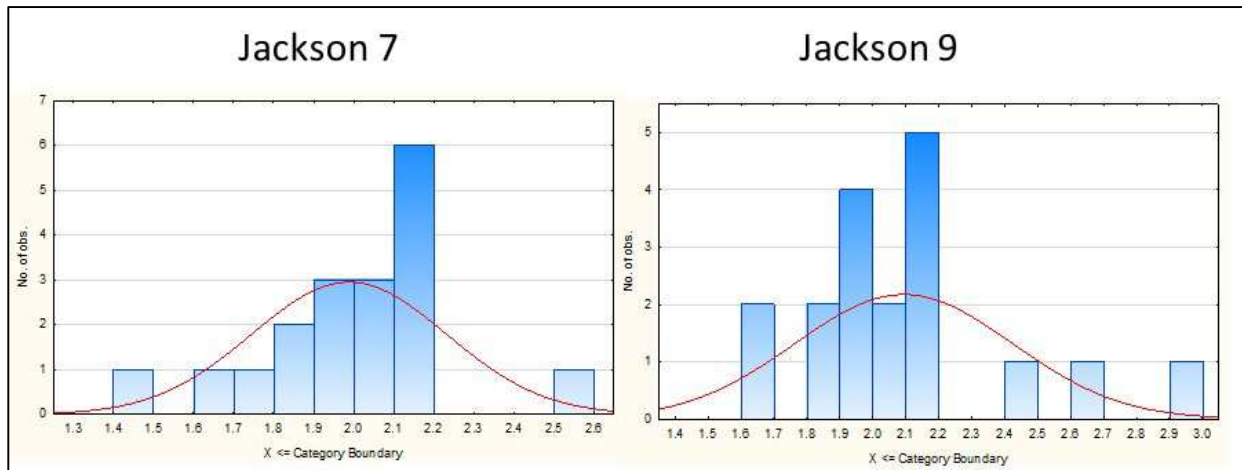 Jackson 7
Jackson 9
7
6
5
4
3
2
1
0
No. of obs.
1.3 1.4 1.5 1.6 1.7 1.8 1.9 2.0 2.1 2.2 2.3 2.4 2.5 2.6
X <= Category Boundary
5
4
3
2
1
0
No. of obs.
1.4 1.5 1.6 1.7 1.8 1.9 2.0 2.1 2.2 2.3 2.4 2.5 2.6 2.7 2.8 2.9 3.0
X <= Category Boundary